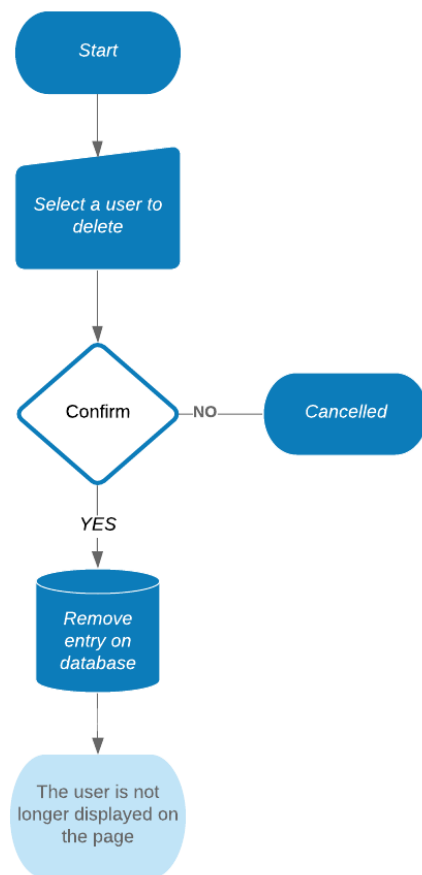 Start
Select a user to
delete
Confirm
NO
Cancelled
YES
Remove
entry on
database
The user is not
longer displayed on
the page